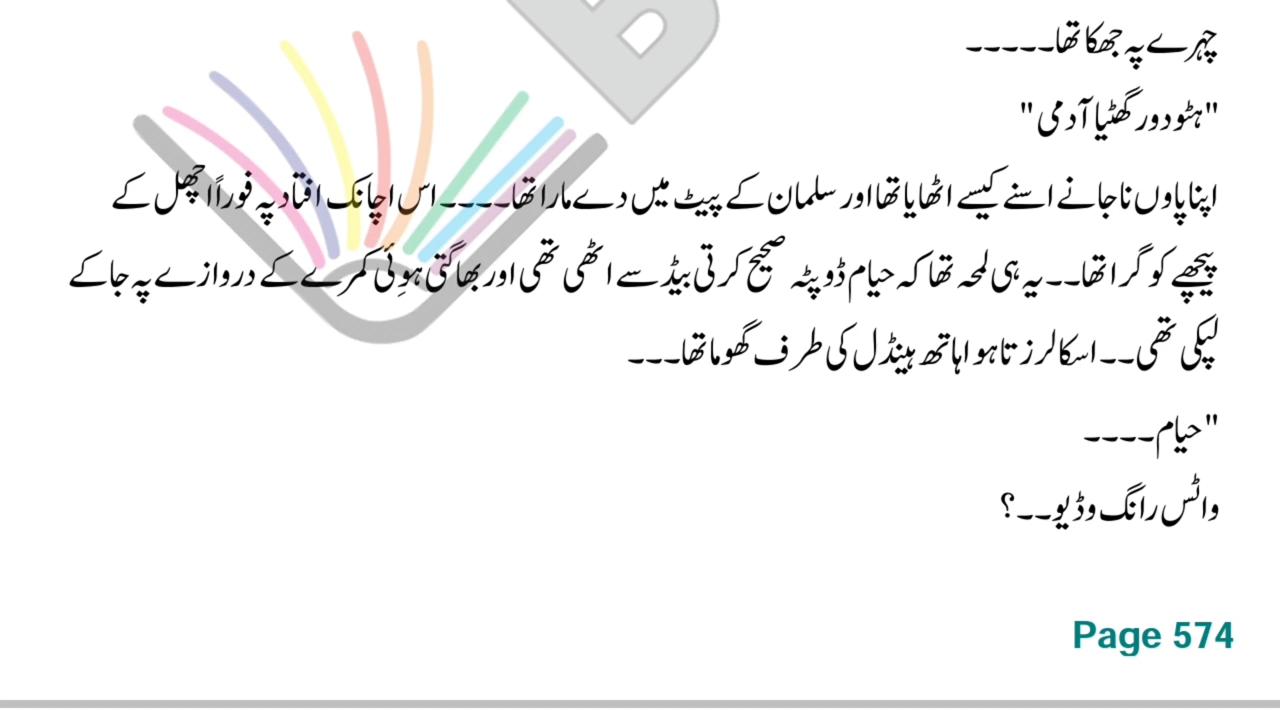 چہرے پہ جھکا تھا۔۔۔۔۔
"ہٹو دور گھٹیا آدمی"
اپنا پاوں ناجانے اسنے کیسے اٹھایا تھا اور سلمان کے پیٹ میں دے مارا تھا۔۔۔۔ اس اچانک افتاد پہ فوراً اچھل کے
پیچھے کو گرا تھا۔۔ یہ ہی لمحہ تھا کہ حیام ڈوپٹہ صحیح کرتی بیڈ سے اٹھی تھی اور بھاگتی ہوئی کمرے کے دروازے پہ جا کے
لپکی تھی۔۔ اسکا لرزتا ہوا ہاتھ ہینڈل کی طرف گھوما تھا۔۔۔
"حیام۔۔۔۔
واٹس رانگ وڈیو۔۔؟
Page 574